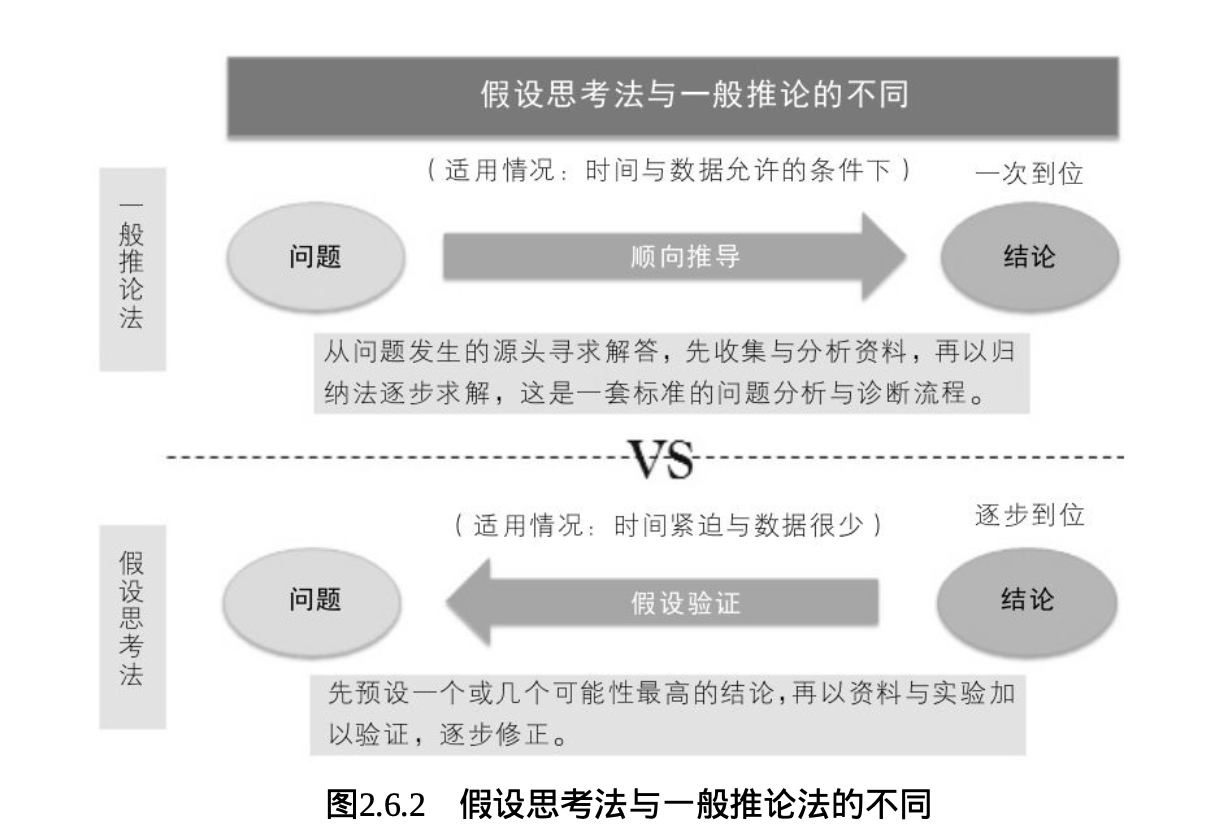 假设思考法与一般推论的不同
一般推论法
（适用情况：时间与数据允许的条件下）
一次到位
问题
顺向推导
结论
从问题发生的源头寻求解答，先收集与分析资料，再以归
纳法逐步求解，这是一套标准的问题分析与诊断流程。
VS
假设思考法
（适用情况：时间紧迫与数据很少）
逐步到位
问题
假设验证
结论
先预设一个或几个可能性最高的结论,再以资料与实验加
以验证，逐步修正。
图2.6.2 假设思考法与一般推论法的不同